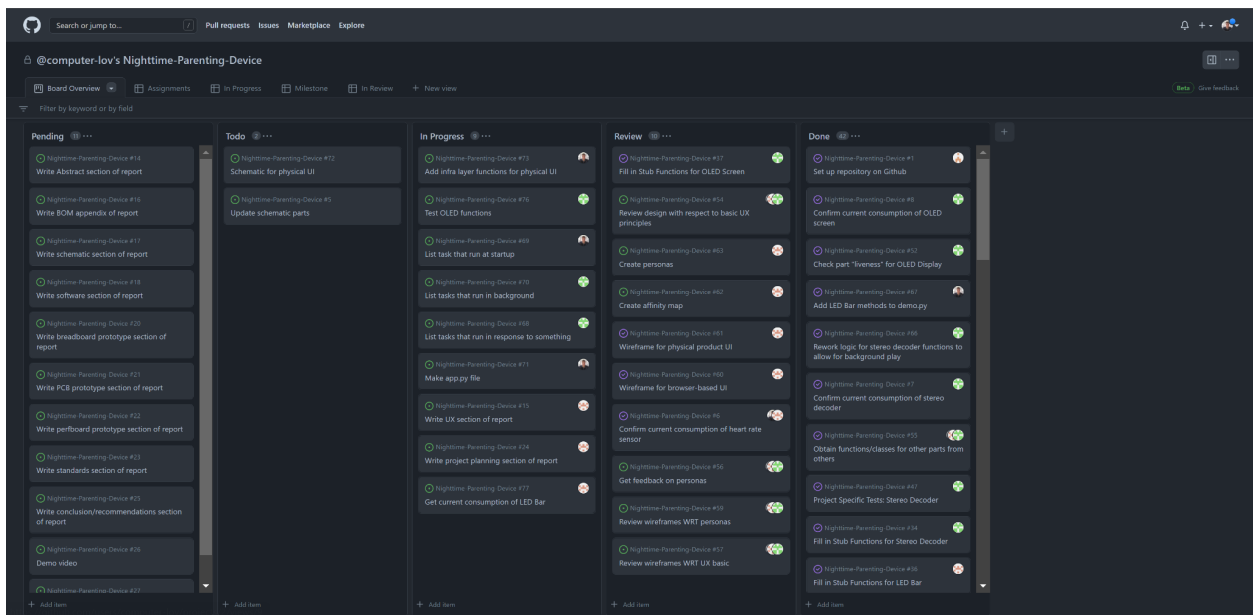 Search or jump to...
/
Pull requests Issues Marketplace Explore
@computer-lov's Nighttime-Parenting-Device
Board Overview
Assignments
In Progress
Milestone
In Review
+ New view
Beta Give feedback
Filter by keyword or by field
Pending 11 ...
Nighttime-Parenting-Device #14
Write Abstract section of report
Nighttime-Parenting-Device #16
Write BOM appendix of report
Nighttime-Parenting-Device #17
Write schematic section of report
Nighttime-Parenting-Device #18
Write software section of report
Nighttime-Parenting-Device #20
Write breadboard prototype section of
report
Nighttime-Parenting-Device #21
Write PCB prototype section of report
Nighttime-Parenting-Device #22
Write perfboard prototype section of report
Nighttime-Parenting-Device #23
Write standards section of report
Nighttime-Parenting-Device #25
Write conclusion/recommendations section
of report
Nighttime-Parenting-Device #26
Demo video
Nighttime-Parenting-Device #27
+ Add item
Todo 2 ...
Nighttime-Parenting-Device #72
Schematic for physical UI
Nighttime-Parenting-Device #5
Update schematic parts
+ Add item
In Progress 9 ...
Nighttime-Parenting-Device #73
Add infra layer functions for physical UI
Nighttime-Parenting-Device #76
Test OLED functions
Nighttime-Parenting-Device #69
List task that run at startup
Nighttime-Parenting-Device #70
List tasks that run in background
Nighttime-Parenting-Device #68
List tasks that run in response to something
Nighttime-Parenting-Device #71
Make app.py file
Nighttime-Parenting-Device #15
Write UX section of report
Nighttime-Parenting-Device #24
Write project planning section of report
Nighttime-Parenting-Device #77
Get current consumption of LED Bar
+ Add item
Review 10 ...
Nighttime-Parenting-Device #37
Fill in Stub Functions for OLED Screen
Nighttime-Parenting-Device #54
Review design with respect to basic UX
principles
Nighttime-Parenting-Device #63
Create personas
Nighttime-Parenting-Device #62
Create affinity map
Nighttime-Parenting-Device #61
Wireframe for physical product UI
Nighttime-Parenting-Device #60
Wireframe for browser-based UI
Nighttime-Parenting-Device #6
Confirm current consumption of heart rate
sensor
Nighttime-Parenting-Device #56
Get feedback on personas
Nighttime-Parenting-Device #59
Review wireframes WRT personas
Nighttime-Parenting-Device #57
Review wireframes WRT UX basic
+ Add item
Done 42 ...
Nighttime-Parenting-Device #1
Set up repository on Github
Nighttime-Parenting-Device #8
Confirm current consumption of OLED
screen
Nighttime-Parenting-Device #52
Check part "liveness" for OLED Display
Nighttime-Parenting-Device #67
Add LED Bar methods to demo.py
Nighttime-Parenting-Device #66
Rework logic for stereo decoder functions to
allow for background play
Nighttime-Parenting-Device #7
Confirm current consumption of stereo
decoder
Nighttime-Parenting-Device #55
Obtain functions/classes for other parts from
others
Nighttime-Parenting-Device #47
Project Specific Tests: Stereo Decoder
Nighttime-Parenting-Device #34
Fill in Stub Functions for Stereo Decoder
Nighttime-Parenting-Device #36
Fill in Stub Functions for LED Bar
+ Add item